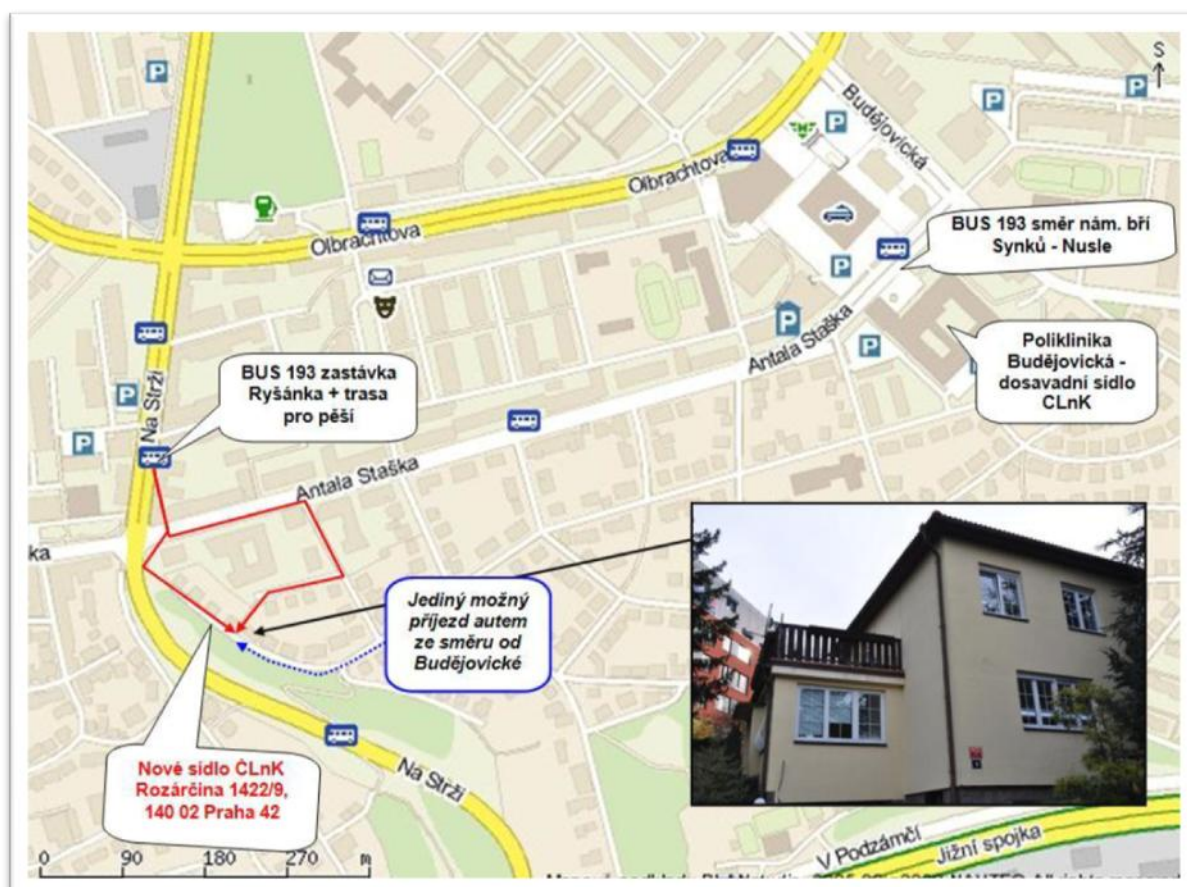 S
Budějovická
Olbrachtova
Olbrachtova
BUS 193 směr nám. bří
Synků - Nusle
Antala Staška
Poliklinika
Budějovická -
dosavadní sídlo
CLnK
Na Strži
BUS 193 zastávka
Ryšánka + trasa
pro pěší
Antala Staška
ka
Jediný možný
příjezd autem
ze směru od
Budějovické
Nové sídlo ČLnK
Rozárčina 1422/9,
140 02 Praha 42
Na Strži
V Podzámčí
Jižní spojka
0 90 180 270 m
P
P
P
P
P
P
P
P
P
P